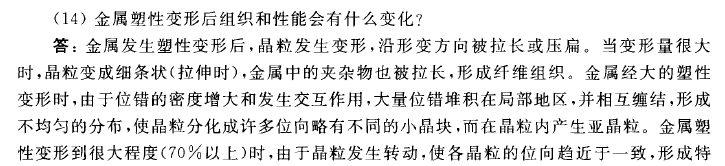 (14) 金属塑性变形后组织和性能会有什么变化?
答:金属发生塑性变形后,晶粒发生变形,沿形变方向被拉长或压扁。当变形量很大
时,晶粒变成细条状(拉伸时),金属中的夹杂物也被拉长,形成纤维组织。金属经大的塑性
变形时,由于位错的密度增大和发生交互作用,大量位错堆积在局部地区,并相互缠结,形成
不均匀的分布,使晶粒分化成许多位向略有不同的小晶块,而在晶粒内产生亚晶粒。金属塑
性变形到很大程度(70%以上)时,由于晶粒发生转动,使各晶粒的位向趋近于一致,形成特